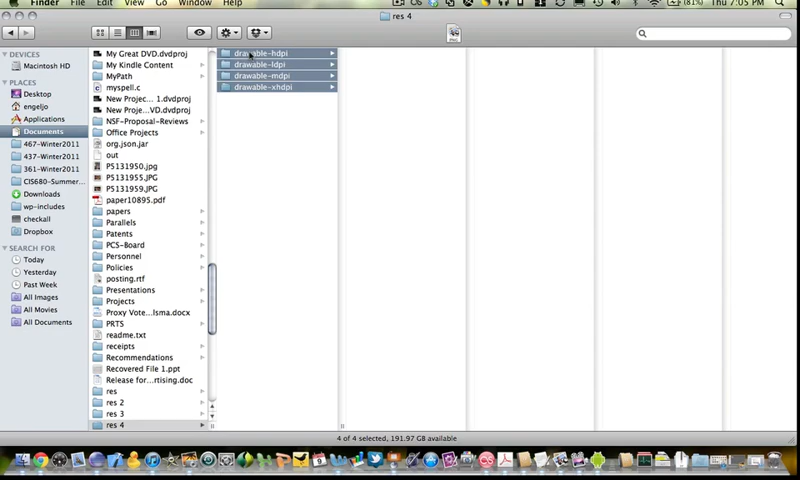 Finder File Edit View Go Window Help
(81%) Thu 7:05 PM
res 4
PNG
DEVICES
Macintosh HD
PLACES
Desktop
engeljo
Applications
Documents
467-Winter2011
437-Winter2011
361-Winter2011
CIS680-Summer...
Downloads
wp-includes
checkall
Dropbox
SEARCH FOR
Today
Yesterday
Past Week
All Images
All Movies
All Documents
My Great DVD.dvdproj
My Kindle Content
MyPath
myspell.c
New Projec... 1.dvdproj
New Proje...VD.dvdproj
NSF-Proposal-Reviews
Office Projects
org.json.jar
out
P5131950.jpg
P5131955.JPG
P5131959.JPG
paper10895.pdf
papers
Parallels
Patents
PCS-Board
Personnel
Policies
posting.rtf
Presentations
Projects
Proxy Vote...lsma.docx
PRTS
readme.txt
receipts
Recommendations
Recovered File 1.ppt
Release for...rtising.doc
res
res 2
res 3
res 4
drawable-hdpi
drawable-ldpi
drawable-mdpi
drawable-xhdpi
4 of 4 selected, 191.97 GB available